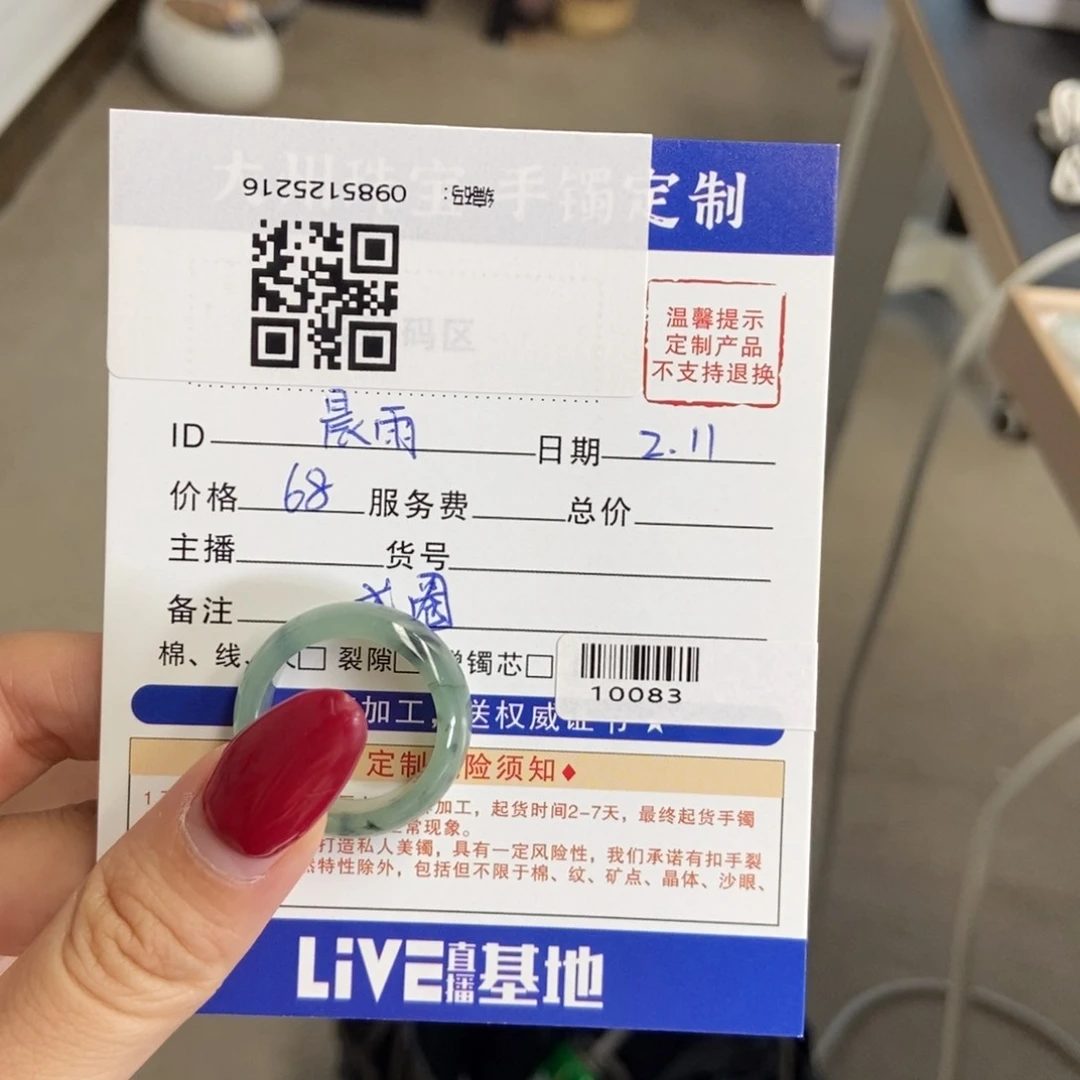 手镯定制
编号: 0985125216
码区
温馨提示
定制产品
不支持退换
ID 晨雨 日期 2.11
价格 68 服务费 总价
主播 货号
备注 圈
棉、线、 裂隙 镯芯
10083
加工, 送权威证书★
定制 险须知♦
1 加工，起货时间2-7天，最终起货手镯
常现象。
打造私人美镯，具有一定风险性，我们承诺有扣手裂
特性除外，包括但不限于棉、纹、矿点、晶体、沙眼、
LiVE直播基地